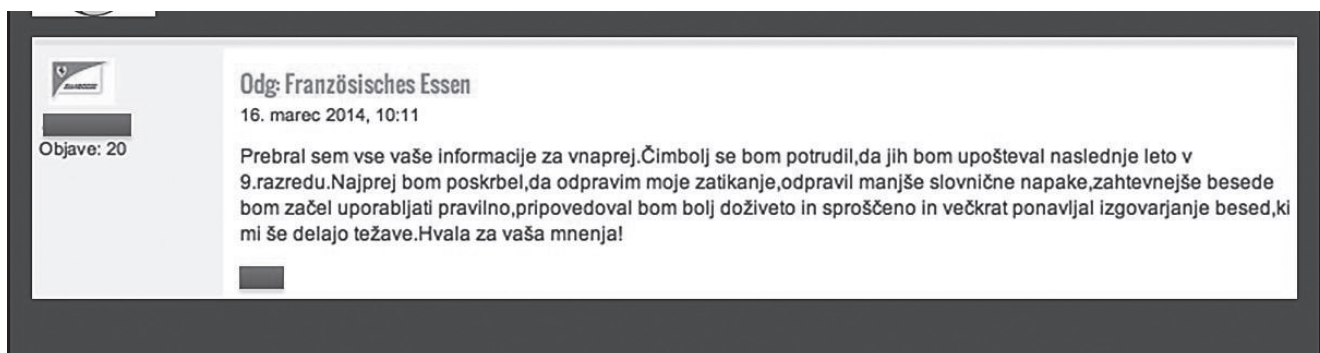 Odg: Französisches Essen
16. marec 2014, 10:11
Objave: 20
Prebral sem vse vaše informacije za vnaprej.Čimbolj se bom potrudil,da jih bom upošteval naslednje leto v
9.razredu.Najprej bom poskrbel,da odpravim moje zatikanje,odpravil manjše slovnične napake,zahtevnejše besede
bom začel uporabljati pravilno,pripovedoval bom bolj doživeto in sproščeno in večkrat ponavljal izgovarjanje besed,ki
mi še delajo težave.Hvala za vaša mnenja!